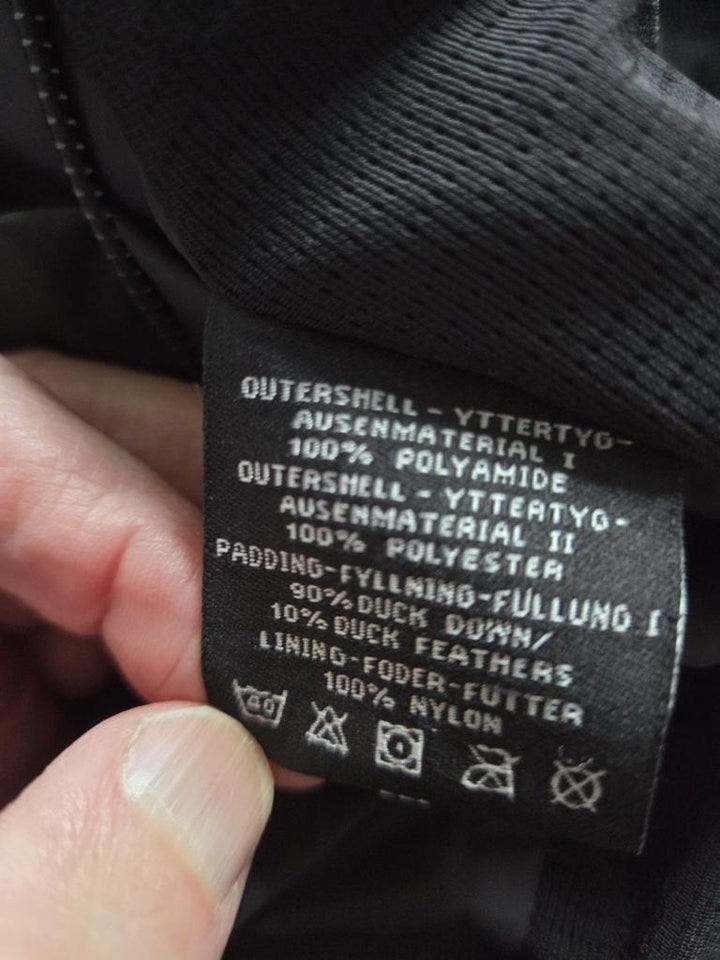 OUTERSHELL - YTTERTYG-
AUSENMATERIAL I
100% POLYAMIDE
OUTERSHELL - YTTERTYG-
AUSENMATERIAL II
100% POLYESTER
PADDING-FYLLNING-FÜLLUNG I
90% DUCK DOWN/
10% DUCK FEATHERS
LINING-FODER-FUTTER
100% NYLON
40